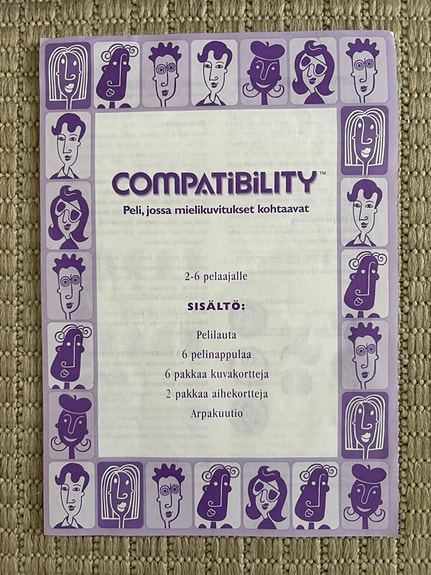 COMPATiBiLiTY™
Peli, jossa mielikuvitukset kohtaavat
2-6 pelaajalle
SISÄLTÖ:
Pelilauta
6 pelinappulaa
6 pakkaa kuvakortteja
2 pakkaa aihekortteja
Arpakuutio